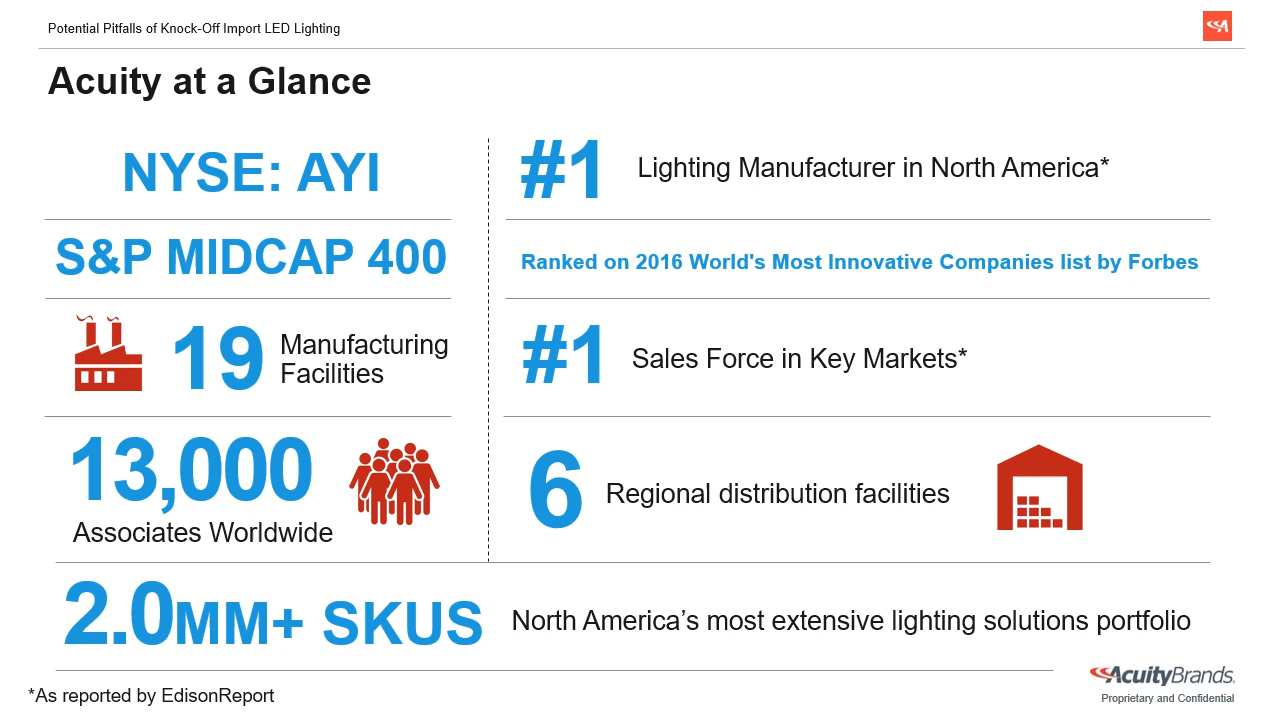 Potential Pitfalls of Knock-Off Import LED Lighting
Acuity at a Glance
NYSE: AYI
S&P MIDCAP 400
19
Manufacturing
Facilities
13,000
Associates Worldwide
#1
Lighting Manufacturer in North America*
Ranked on 2016 World's Most Innovative Companies list by Forbes
#1
Sales Force in Key Markets*
6
Regional distribution facilities
2.0MM+ SKUS
North America’s most extensive lighting solutions portfolio
*As reported by EdisonReport
AcuityBrands.
Proprietary and Confidential